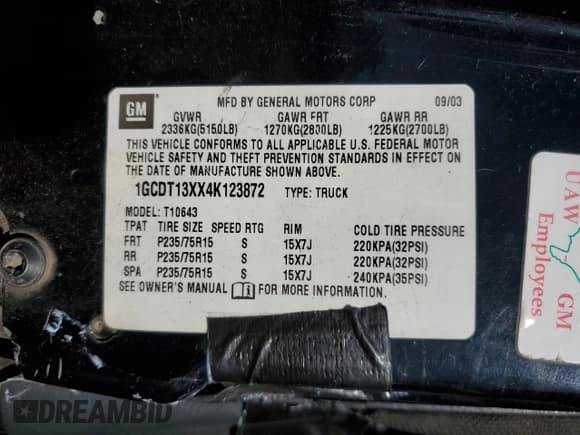 GM
MFD BY GENERAL MOTORS CORP 09/03
GVWR GAWR FRT GAWR RR
2336KG(5150LB) 1270KG(2800LB) 1225KG(2700LB)
THIS VEHICLE CONFORMS TO ALL APPLICABLE U.S. FEDERAL MOTOR
VEHICLE SAFETY AND THEFT PREVENTION STANDARDS IN EFFECT ON
THE DATE OF MANUFACTURE SHOWN ABOVE.
1GCDT13XX4K123872 TYPE: TRUCK
MODEL: T10643
TPAT TIRE SIZE SPEED RTG RIM COLD TIRE PRESSURE
FRT P235/75R15 S 15X7J 220KPA(32PSI)
RR P235/75R15 S 15X7J 220KPA(32PSI)
SPA P235/75R15 S 15X7J 240KPA(35PSI)
SEE OWNER'S MANUAL FOR MORE INFORMATION.
UAW GM
Employees
DREAMBID